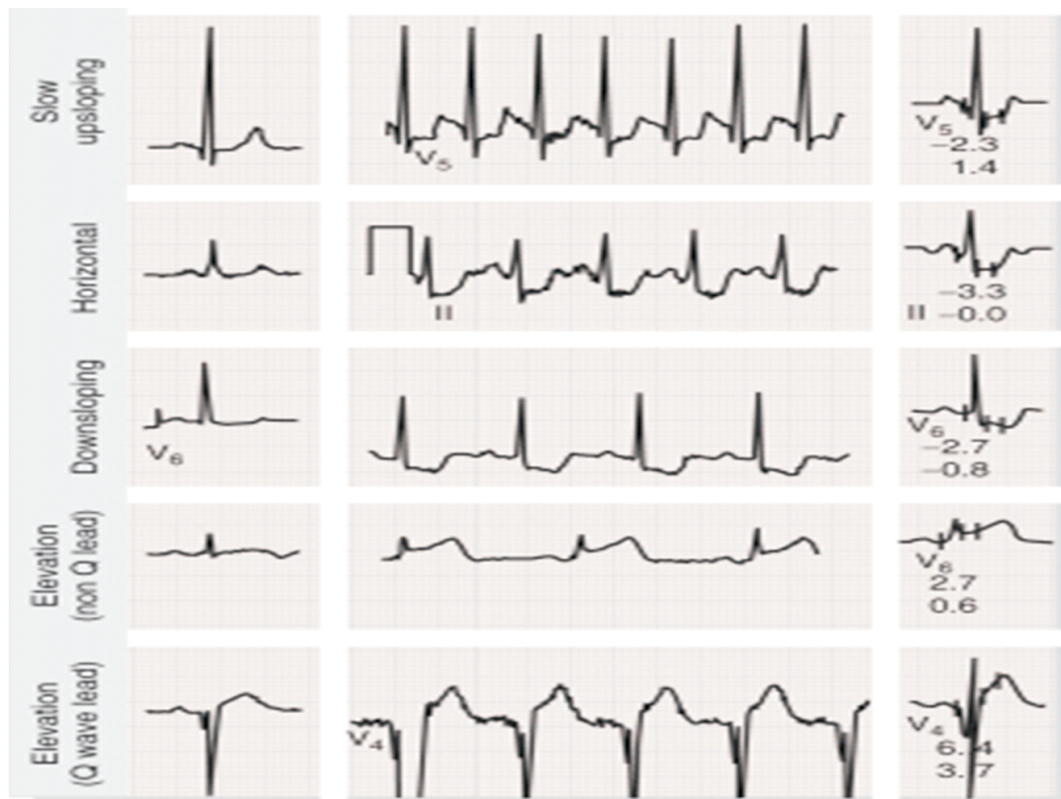 Slow
upsloping
V5
V5
−2.3
1.4
Horizontal
II
−3.3
II −0.0
Downsloping
V6
V6
−2.7
−0.8
Elevation
(non Q lead)
V6
2.7
0.6
Elevation
(Q wave lead)
V4
V4
6.4
3.7